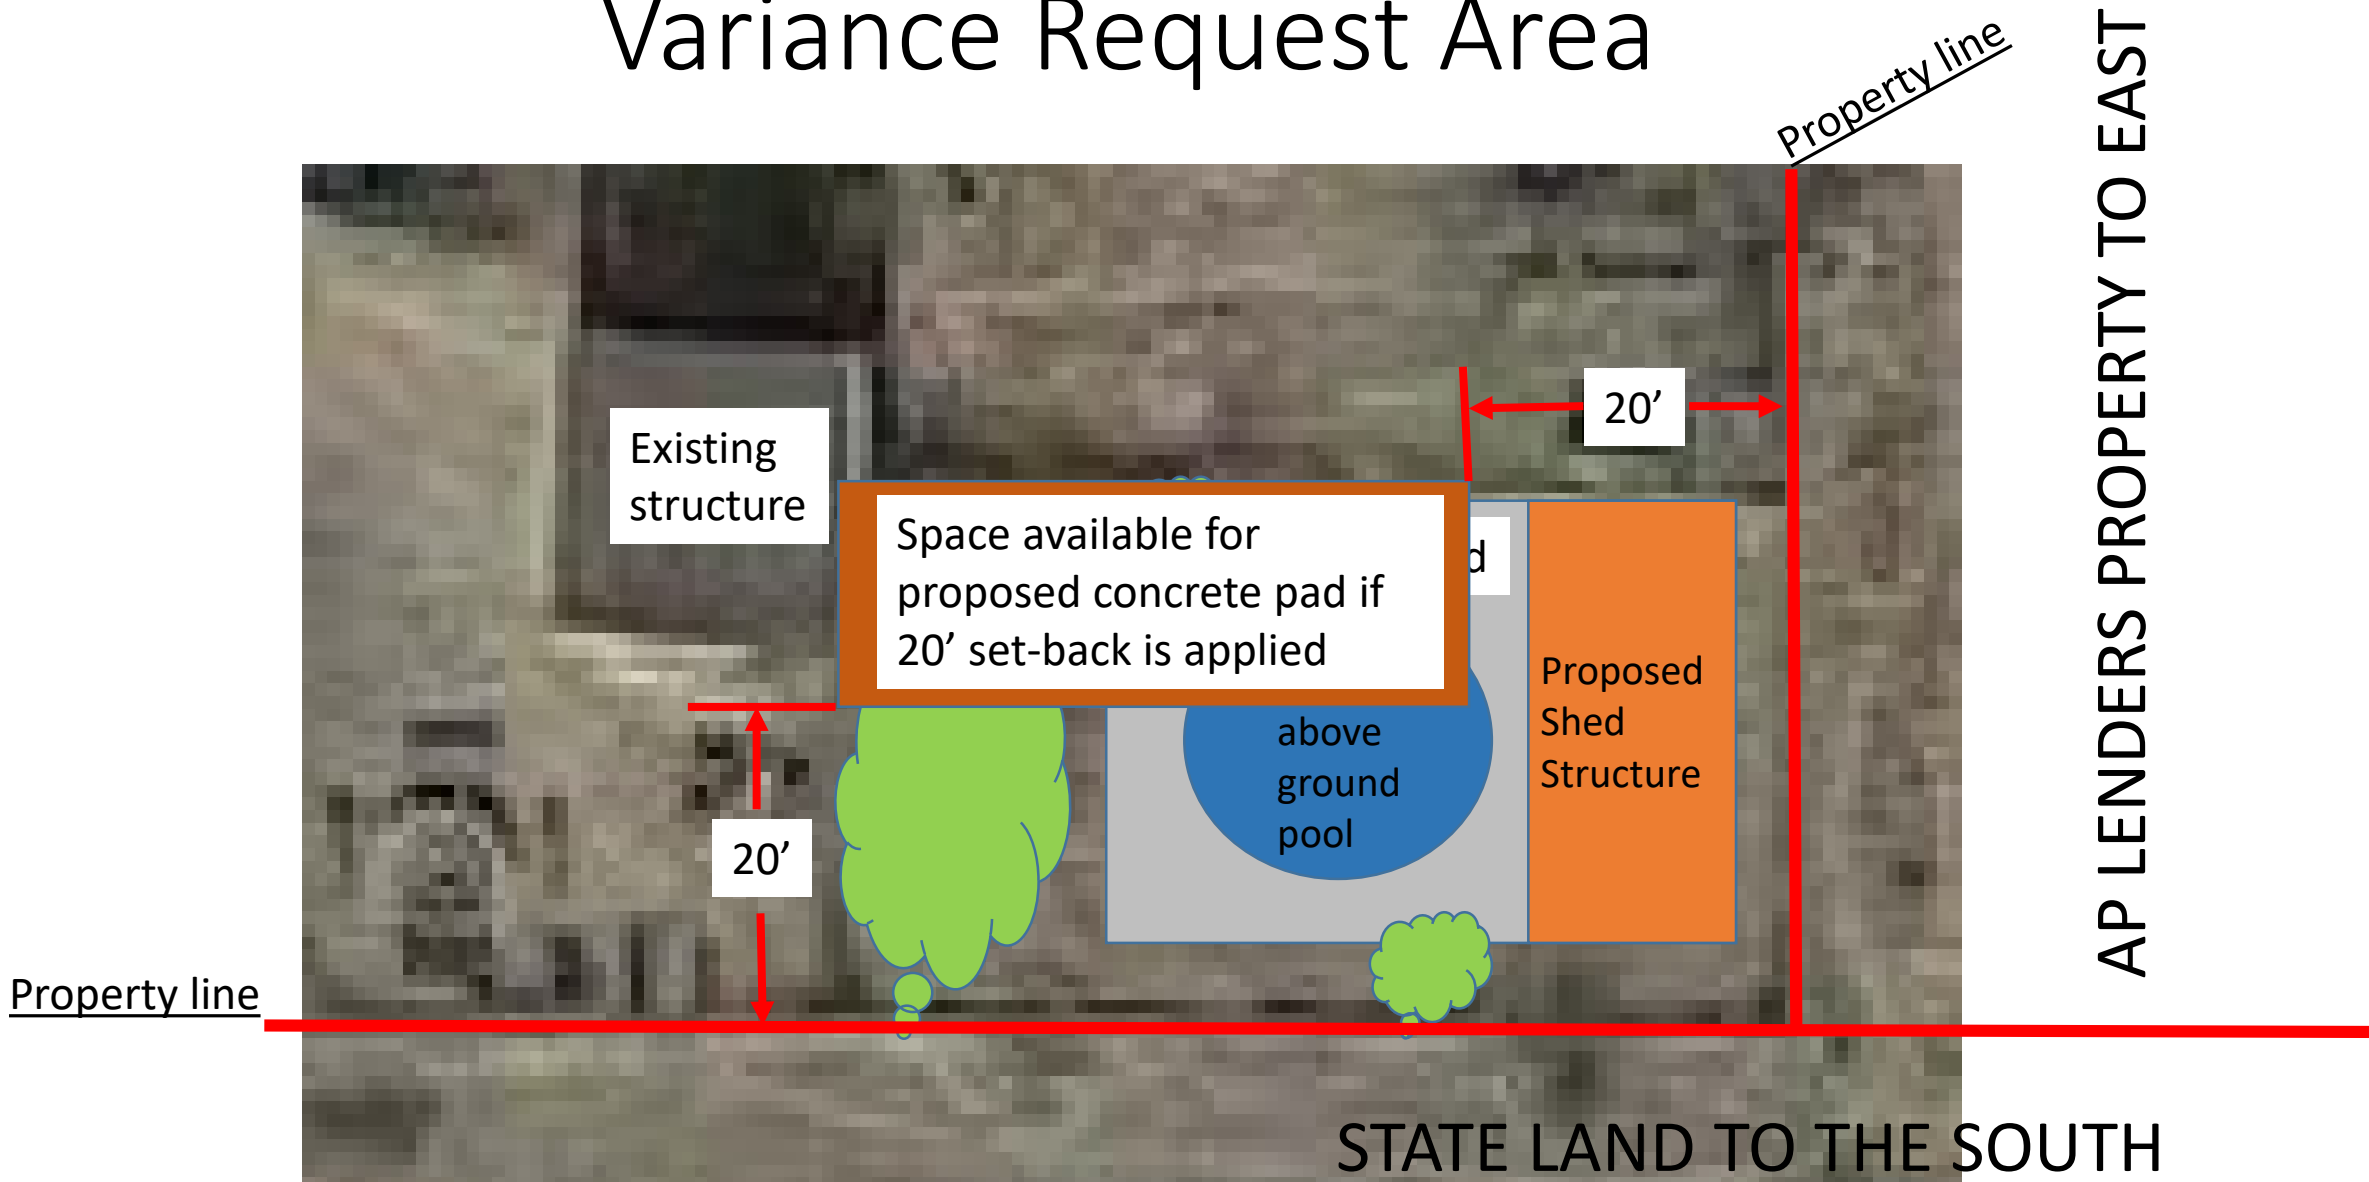 Variance Request Area
Property line
AP LENDERS PROPERTY TO EAST
20’
Existing
structure
Space available for
proposed concrete pad if
20’ set-back is applied
d
Proposed
Shed
Structure
above
ground
pool
20’
Property line
STATE LAND TO THE SOUTH